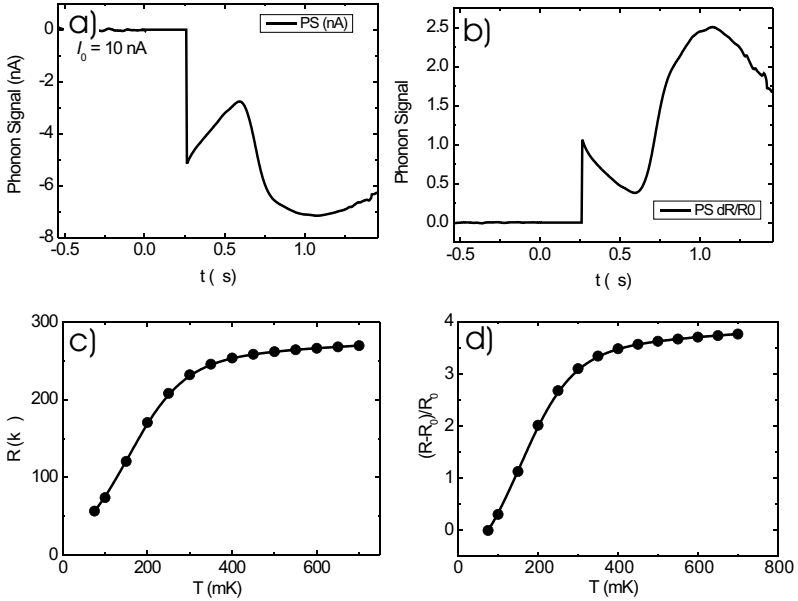 a)
PS (nA)
I0 = 10 nA
Phonon Signal (nA)
0
-2
-4
-6
-8
-0.5 0.0 0.5 1.0
t ( s)
b)
PS dR/R0
Phonon Signal
2.5
2.0
1.5
1.0
0.5
0.0
-0.5 0.0 0.5 1.0
t ( s)
c)
R (k )
300
200
100
0
0 200 400 600
T (mK)
d)
(R-R0)/R0
4
3
2
1
0
0 200 400 600 800
T (mK)